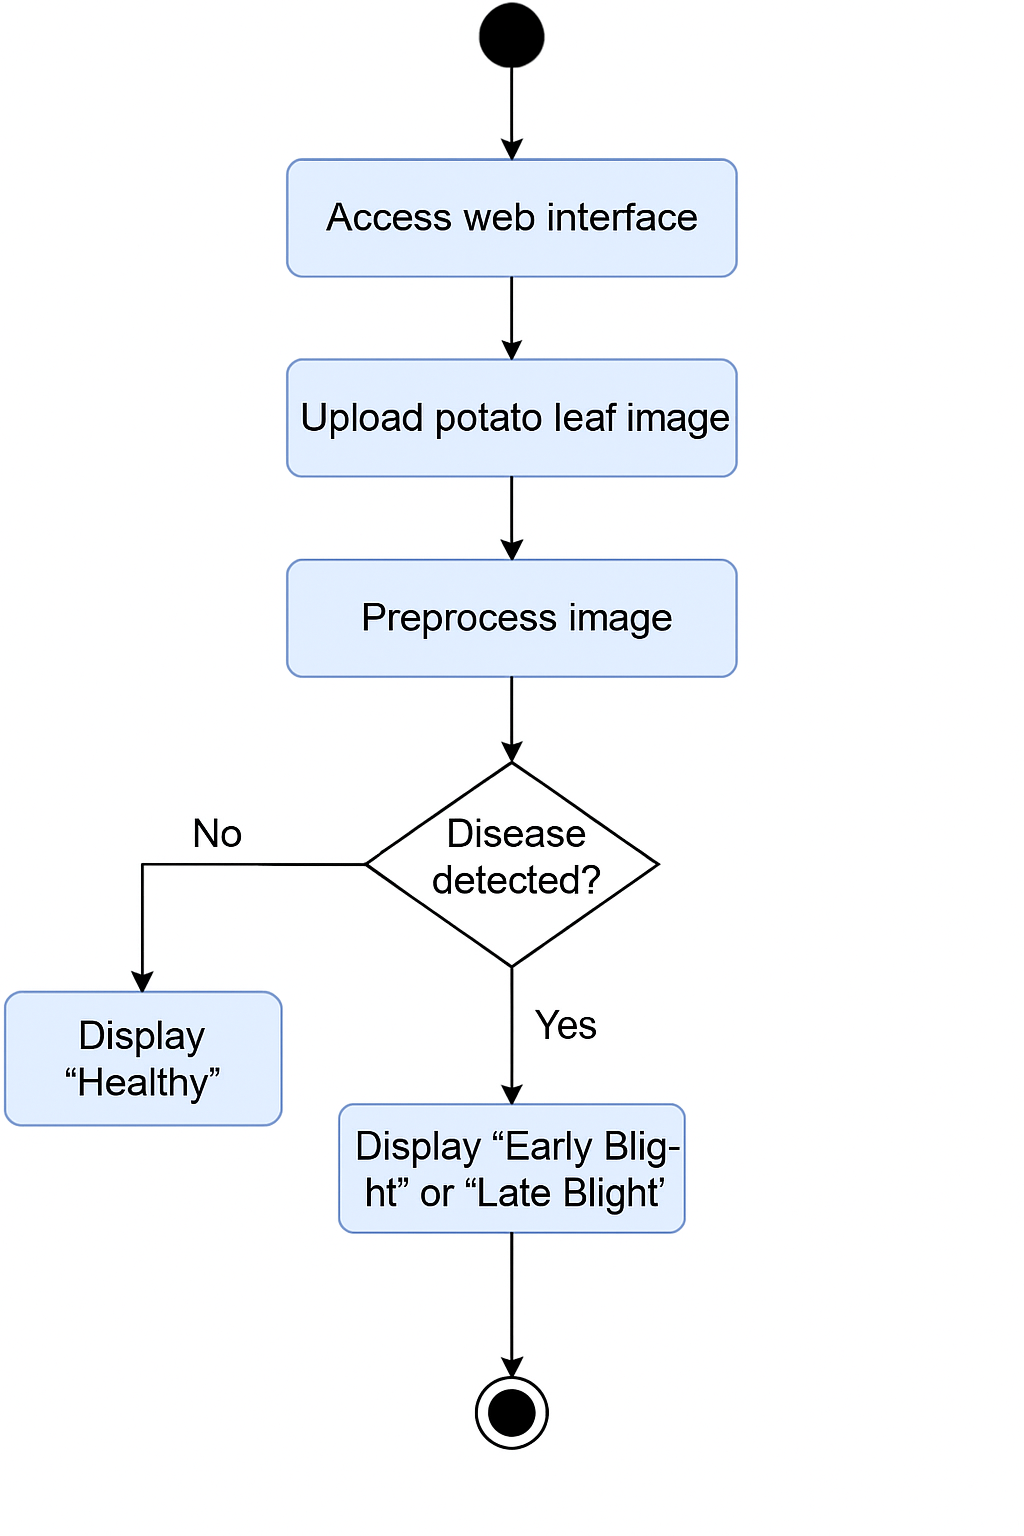 Access web interface
Upload potato leaf image
Preprocess image
Disease
detected?
No
Yes
Display
“Healthy”
Display “Early Blig-
ht” or “Late Blight’